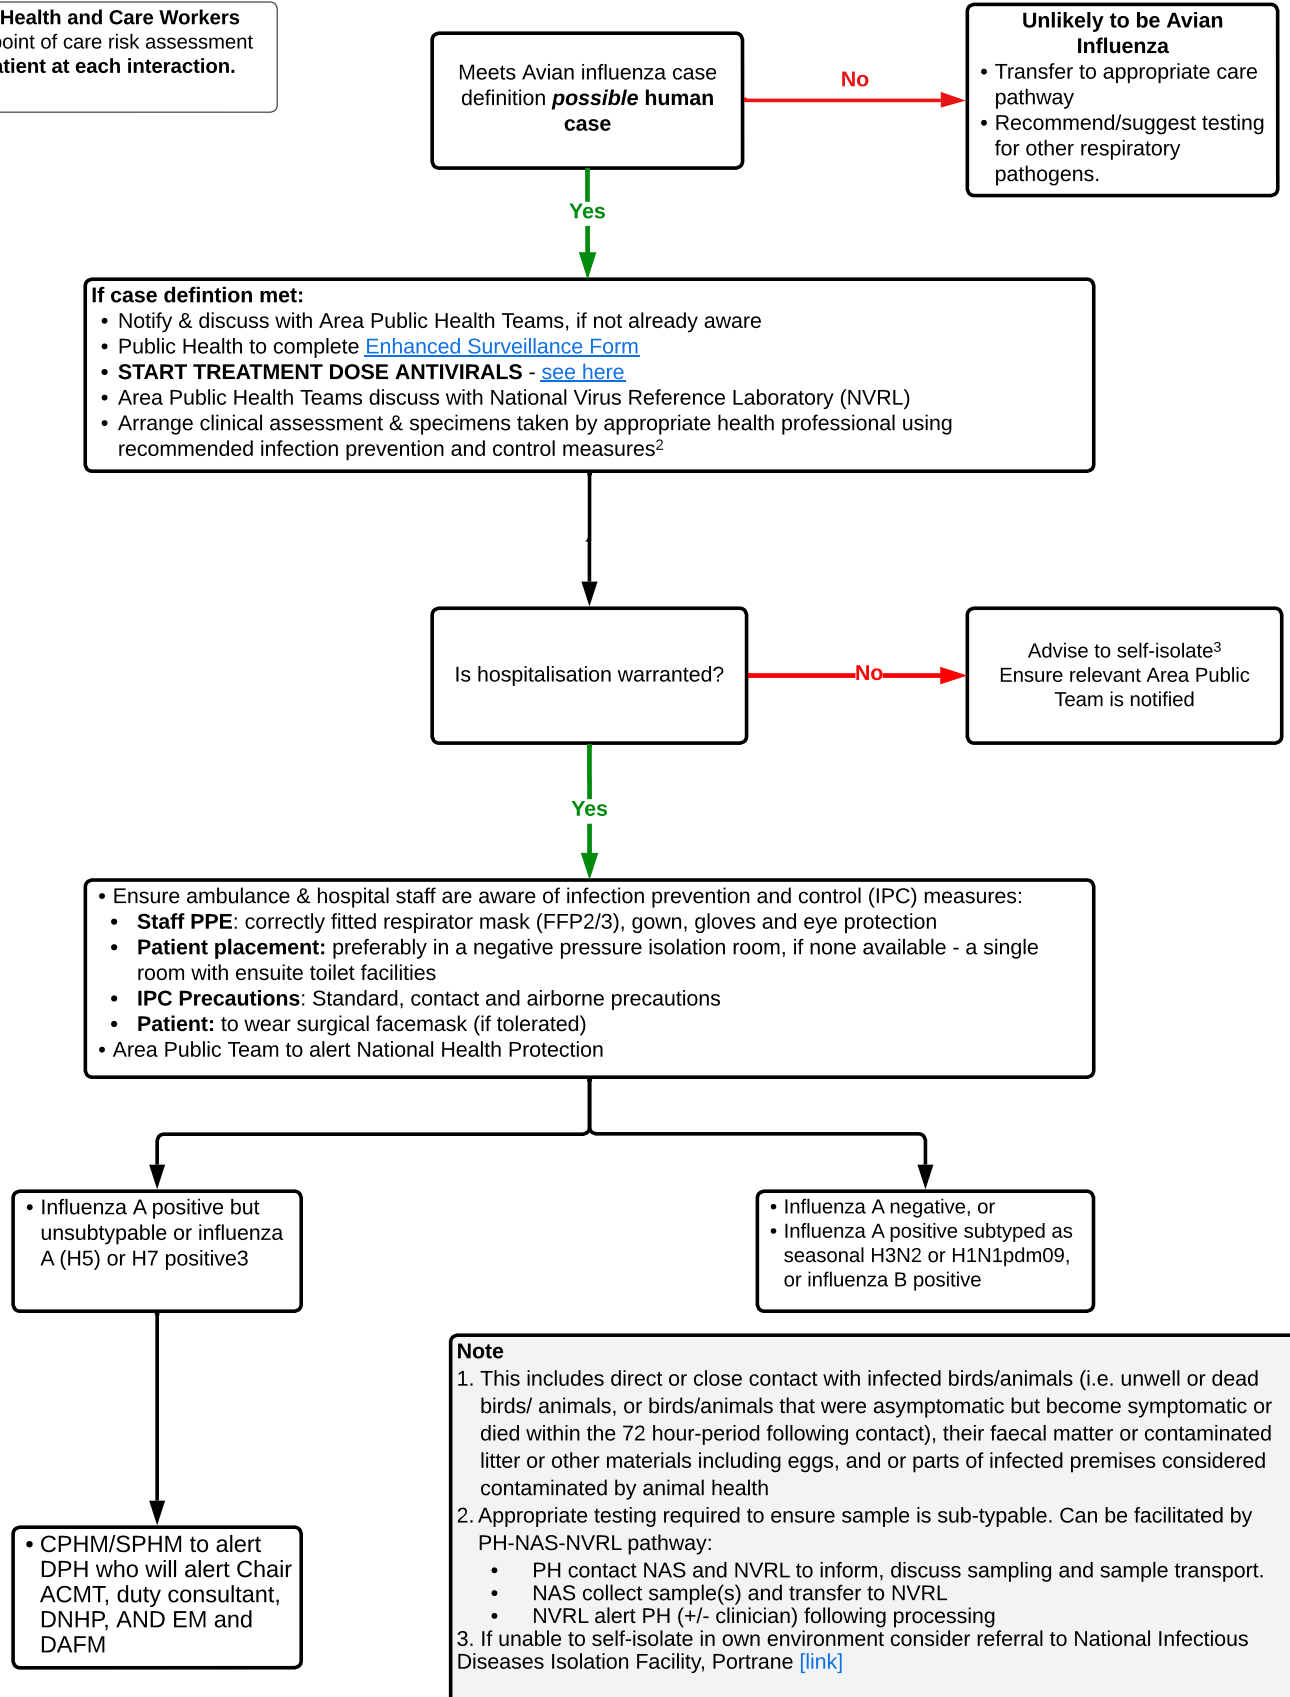 Health and Care Workers
point of care risk assessment
atient at each interaction.
Meets Avian influenza case
definition possible human
case
No
Unlikely to be Avian
Influenza
• Transfer to appropriate care
pathway
• Recommend/suggest testing
for other respiratory
pathogens.
Yes
If case defintion met:
• Notify & discuss with Area Public Health Teams, if not already aware
• Public Health to complete Enhanced Surveillance Form
• START TREATMENT DOSE ANTIVIRALS - see here
• Area Public Health Teams discuss with National Virus Reference Laboratory (NVRL)
• Arrange clinical assessment & specimens taken by appropriate health professional using
recommended infection prevention and control measures²
Is hospitalisation warranted?
No
Advise to self-isolate³
Ensure relevant Area Public
Team is notified
Yes
• Ensure ambulance & hospital staff are aware of infection prevention and control (IPC) measures:
• Staff PPE: correctly fitted respirator mask (FFP2/3), gown, gloves and eye protection
• Patient placement: preferably in a negative pressure isolation room, if none available - a single
room with ensuite toilet facilities
• IPC Precautions: Standard, contact and airborne precautions
• Patient: to wear surgical facemask (if tolerated)
• Area Public Team to alert National Health Protection
• Influenza A positive but
unsubtypable or influenza
A (H5) or H7 positive3
• Influenza A negative, or
• Influenza A positive subtyped as
seasonal H3N2 or H1N1pdm09,
or influenza B positive
• CPHM/SPHM to alert
DPH who will alert Chair
ACMT, duty consultant,
DNHP, AND EM and
DAFM
Note
1. This includes direct or close contact with infected birds/animals (i.e. unwell or dead
birds/ animals, or birds/animals that were asymptomatic but become symptomatic or
died within the 72 hour-period following contact), their faecal matter or contaminated
litter or other materials including eggs, and or parts of infected premises considered
contaminated by animal health
2. Appropriate testing required to ensure sample is sub-typable. Can be facilitated by
PH-NAS-NVRL pathway:
• PH contact NAS and NVRL to inform, discuss sampling and sample transport.
• NAS collect sample(s) and transfer to NVRL
• NVRL alert PH (+/- clinician) following processing
3. If unable to self-isolate in own environment consider referral to National Infectious
Diseases Isolation Facility, Portrane [link]